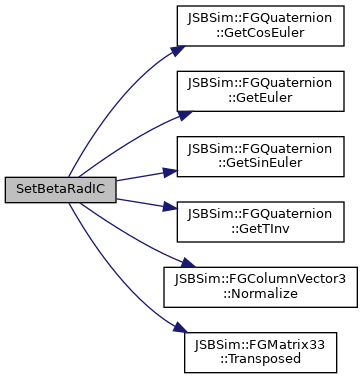 JSBSim::FGQuaternion
::GetCosEuler
JSBSim::FGQuaternion
::GetEuler
JSBSim::FGQuaternion
::GetSinEuler
SetBetaRadIC
JSBSim::FGQuaternion
::GetTInv
JSBSim::FGColumnVector3
::Normalize
JSBSim::FGMatrix33
::Transposed